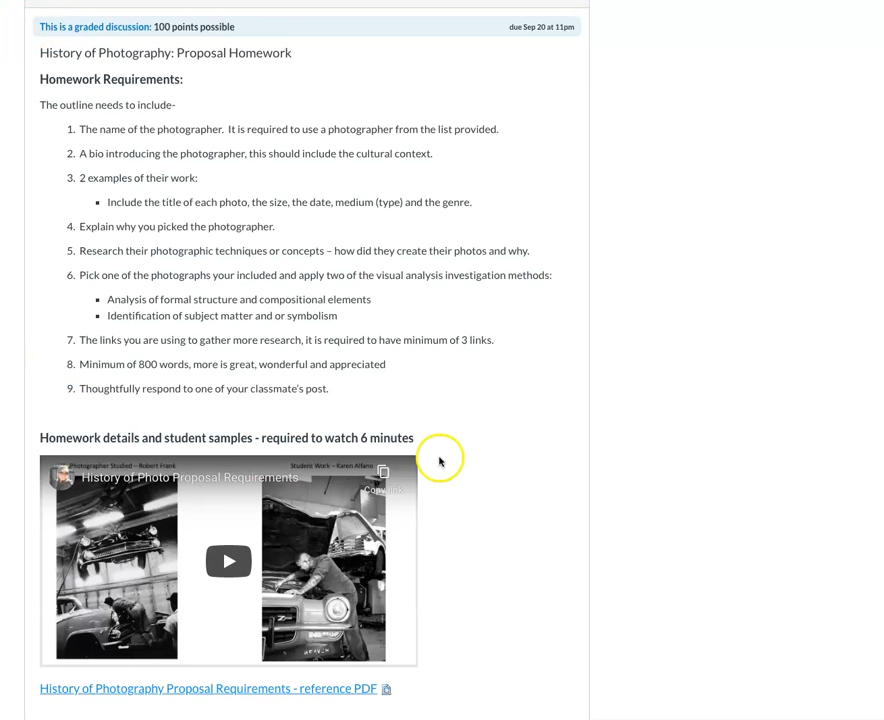 This is a graded discussion: 100 points possible
due Sep 20 at 11pm
History of Photography: Proposal Homework
Homework Requirements:
The outline needs to include-
1. The name of the photographer.  It is required to use a photographer from the list provided.
2. A bio introducing the photographer, this should include the cultural context.
3. 2 examples of their work:
▪ Include the title of each photo, the size, the date, medium (type) and the genre.
4. Explain why you picked the photographer.
5. Research their photographic techniques or concepts – how did they create their photos and why.
6. Pick one of the photographs your included and apply two of the visual analysis investigation methods:
▪ Analysis of formal structure and compositional elements
▪ Identification of subject matter and or symbolism
7. The links you are using to gather more research, it is required to have minimum of 3 links.
8. Minimum of 800 words, more is great, wonderful and appreciated
9. Thoughtfully respond to one of your classmate's post.
Homework details and student samples - required to watch 6 minutes
Photographer Studied – Robert Frank
Student Work – Karen Alfano
History of Photo Proposal Requirements
Copy link
History of Photography Proposal Requirements - reference PDF